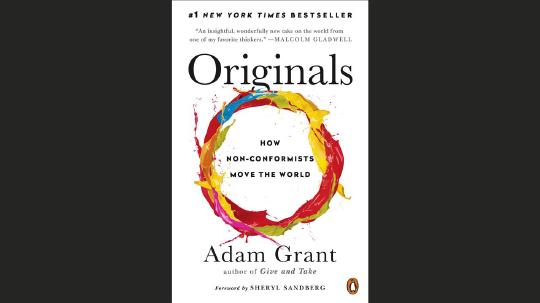 #1 NEW YORK TIMES BESTSELLER
"An insightful, wonderfully new take on the world from
one of my favorite thinkers." —MALCOLM GLADWELL
Originals
HOW
NON-CONFORMISTS
MOVE THE WORLD
Adam Grant
author of Give and Take
Foreword by SHERYL SANDBERG